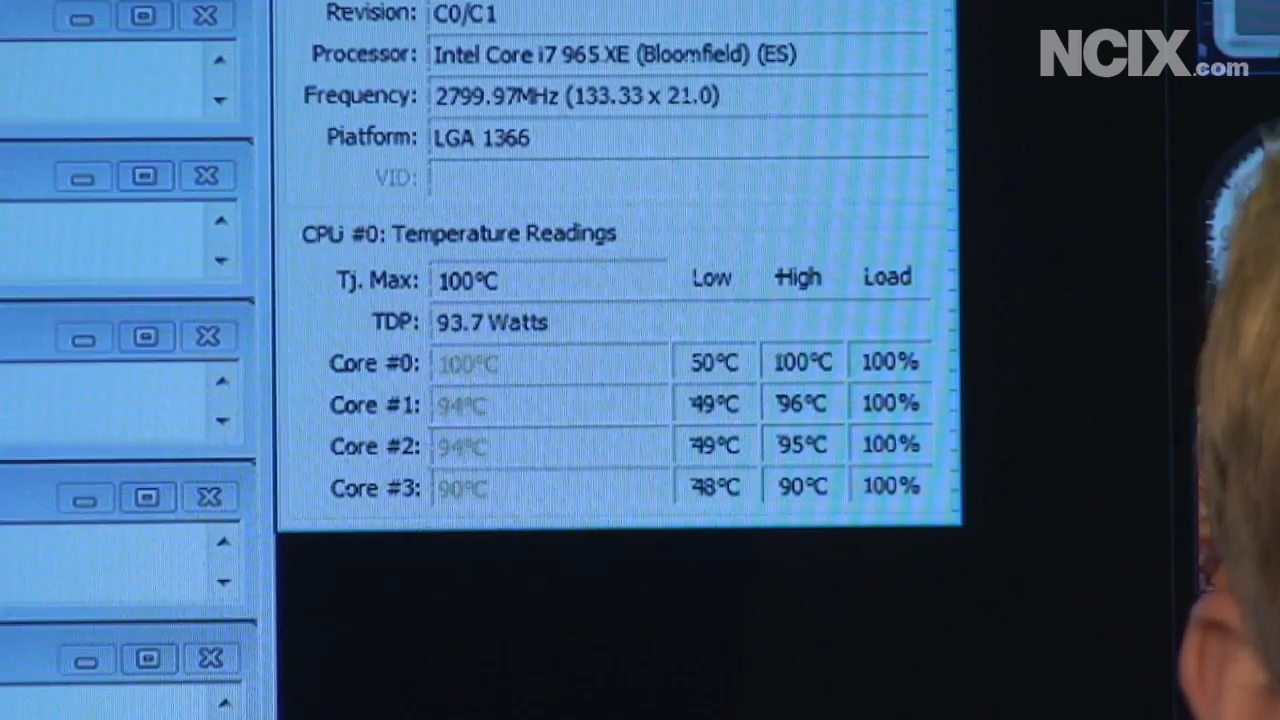 NCIX.com
Revision: C0/C1
Processor: Intel Core i7 965 XE (Bloomfield) (ES)
Frequency: 2799.97MHz (133.33 x 21.0)
Platform: LGA 1366
VID:
CPU #0: Temperature Readings
Tj. Max: 100°C Low High Load
TDP: 93.7 Watts
Core #0: 100°C 50°C 100°C 100%
Core #1: 94°C 49°C 96°C 100%
Core #2: 94°C 49°C 95°C 100%
Core #3: 90°C 48°C 90°C 100%